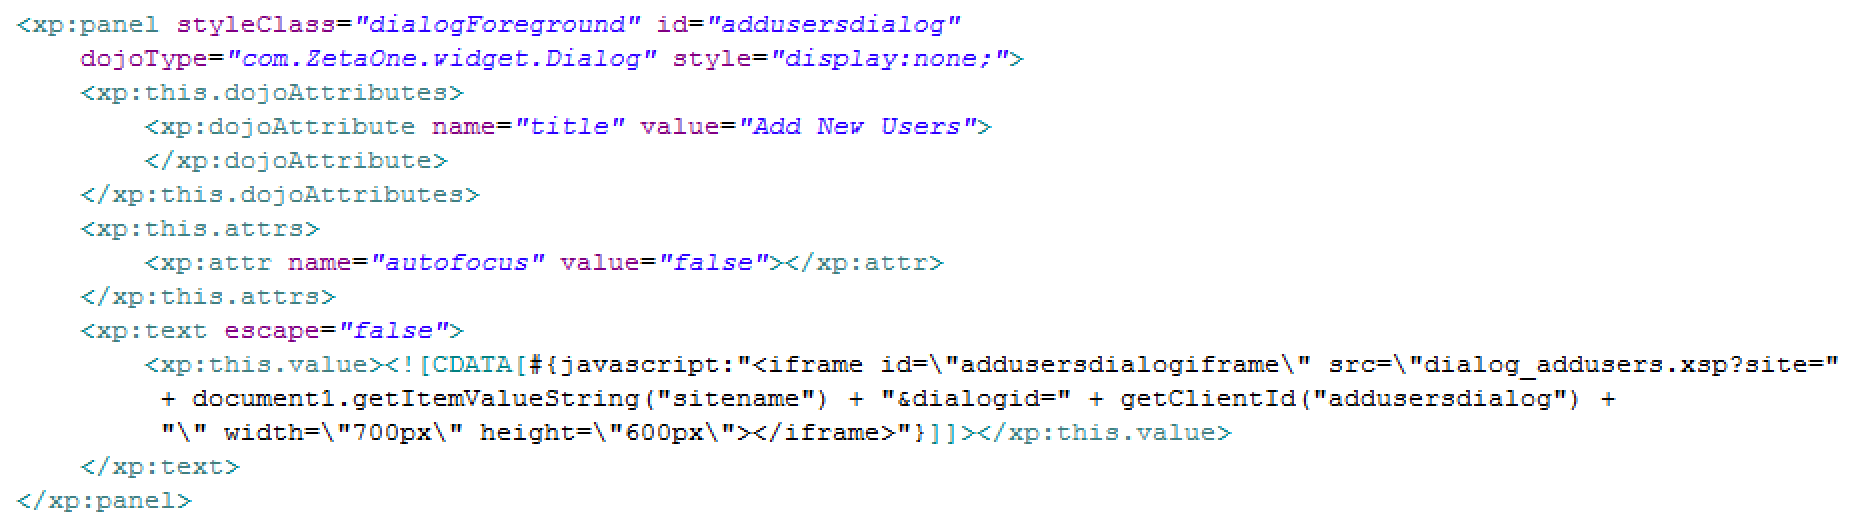 <xp:panel styleClass="dialogForeground" id="addusersdialog"
    dojoType="com.ZetaOne.widget.Dialog" style="display:none;">
    <xp:this.dojoAttributes>
        <xp:dojoAttribute name="title" value="Add New Users">
        </xp:dojoAttribute>
    </xp:this.dojoAttributes>
    <xp:this.attrs>
        <xp:attr name="autofocus" value="false"></xp:attr>
    </xp:this.attrs>
    <xp:text escape="false">
        <xp:this.value><![CDATA[#{javascript:"<iframe id=\"addusersdialogiframe\" src=\"dialog_addusers.xsp?site="
         + document1.getItemValueString("sitename") + "&dialogid=" + getClientId("addusersdialog") +
         "\" width=\"700px\" height=\"600px\"></iframe>"}]]></xp:this.value>
    </xp:text>
</xp:panel>